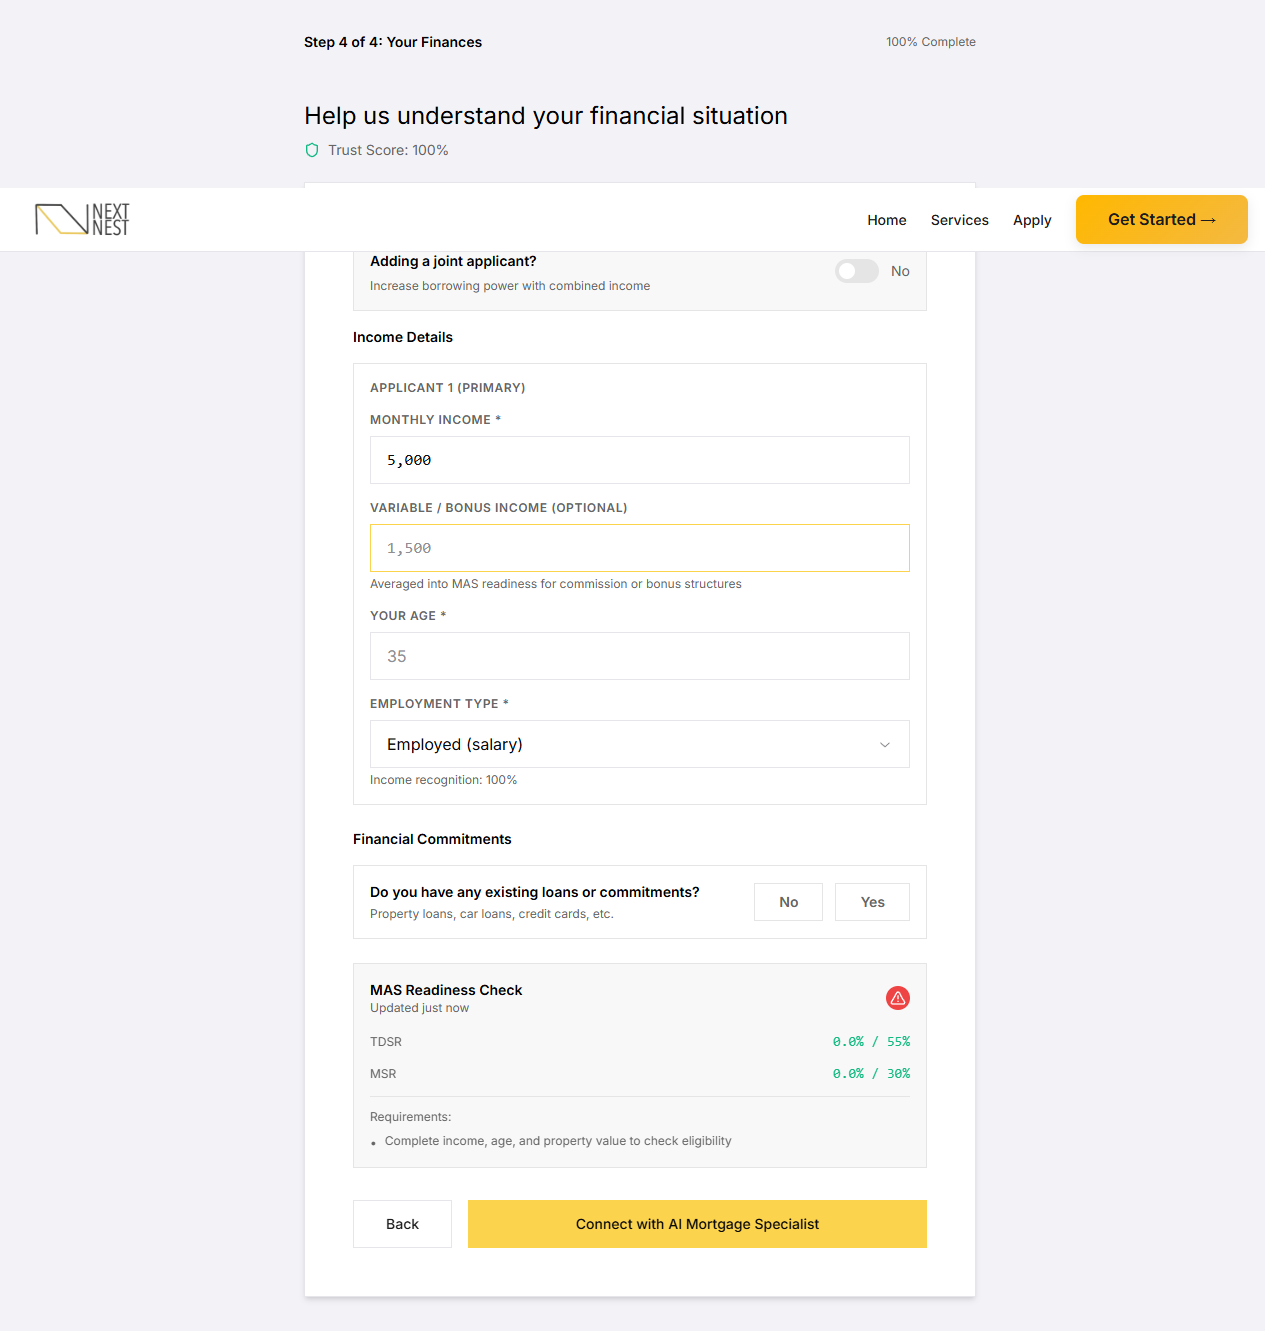 Step 4 of 4: Your Finances
100% Complete
Help us understand your financial situation
Trust Score: 100%
NEXT
NEST
Home
Services
Apply
Get Started →
Adding a joint applicant?
Increase borrowing power with combined income
No
Income Details
APPLICANT 1 (PRIMARY)
MONTHLY INCOME *
5,000
VARIABLE / BONUS INCOME (OPTIONAL)
1,500
Averaged into MAS readiness for commission or bonus structures
YOUR AGE *
35
EMPLOYMENT TYPE *
Employed (salary)
Income recognition: 100%
Financial Commitments
Do you have any existing loans or commitments?
Property loans, car loans, credit cards, etc.
No
Yes
MAS Readiness Check
Updated just now
TDSR
0.0% / 55%
MSR
0.0% / 30%
Requirements:
• Complete income, age, and property value to check eligibility
Back
Connect with AI Mortgage Specialist